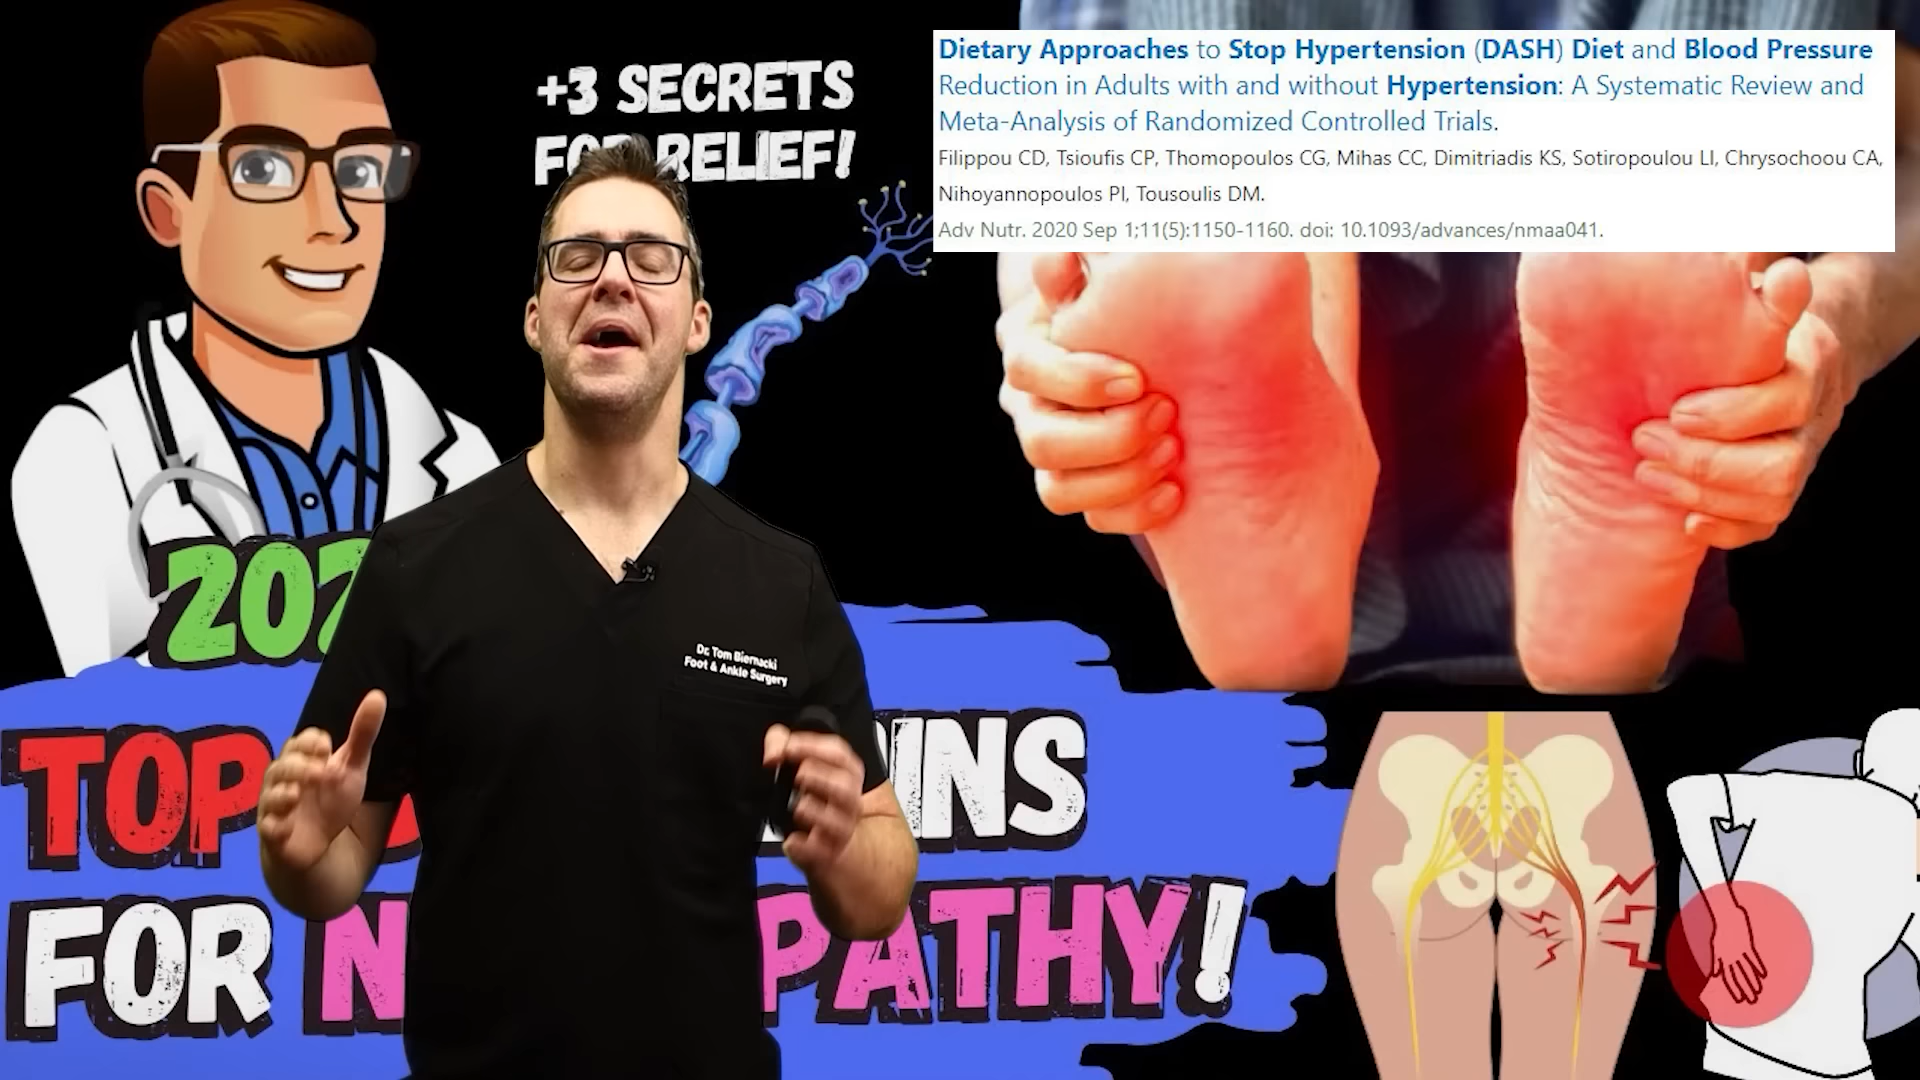 +3 SECRETS
FOR RELIEF!
Dietary Approaches to Stop Hypertension (DASH) Diet and Blood Pressure
Reduction in Adults with and without Hypertension: A Systematic Review and
Meta-Analysis of Randomized Controlled Trials.
Filippou CD, Tsioufis CP, Thomopoulos CG, Mihas CC, Dimitriadis KS, Sotiropoulou LI, Chrysochoou CA,
Nihoyannopoulos PI, Tousoulis DM.
Adv Nutr. 2020 Sep 1;11(5):1150-1160. doi: 10.1093/advances/nmaa041.
202
Dr. Tom Biernacki
Foot & Ankle Surgery
TOP INS
FOR N PATHY!